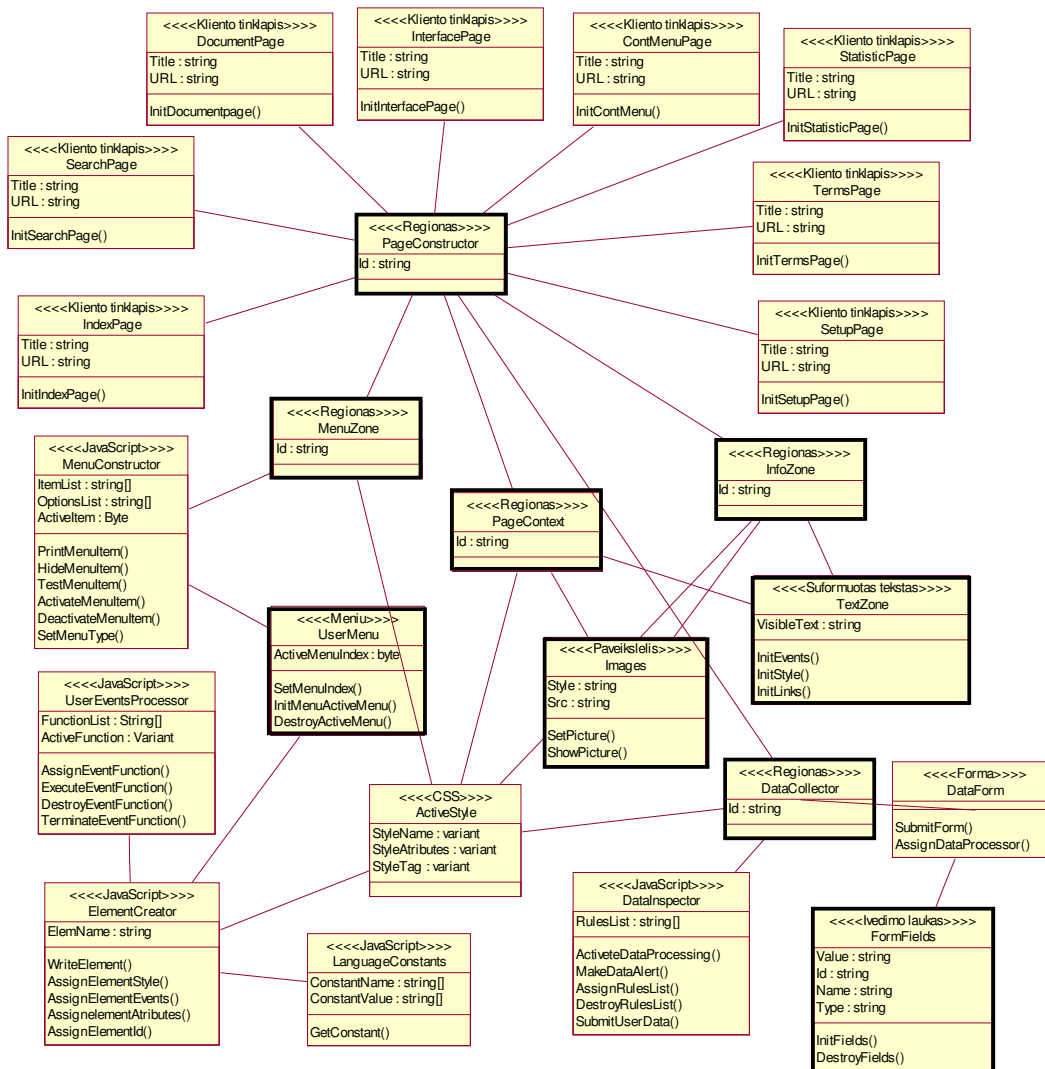 <<<<Kliento tinklapis>>>>
DocumentPage
Title : string
URL : string
InitDocumentpage()
<<<<Kliento tinklapis>>>>
InterfacePage
Title : string
URL : string
InitInterfacePage()
<<<<Kliento tinklapis>>>>
ContMenuPage
Title : string
URL : string
InitContMenu()
<<<<Kliento tinklapis>>>>
StatisticPage
Title : string
URL : string
InitStatisticPage()
<<<<Kliento tinklapis>>>>
SearchPage
Title : string
URL : string
InitSearchPage()
<<<<Kliento tinklapis>>>>
TermsPage
Title : string
URL : string
InitTermsPage()
<<<<Regionas>>>>
PageConstructor
Id : string
<<<<Kliento tinklapis>>>>
IndexPage
Title : string
URL : string
InitIndexPage()
<<<<Kliento tinklapis>>>>
SetupPage
Title : string
URL : string
InitSetupPage()
<<<<Regionas>>>>
MenuZone
Id : string
<<<<JavaScript>>>>
MenuConstructor
ItemList : string[]
OptionsList : string[]
ActiveItem : Byte
PrintMenuItem()
HideMenuItem()
TestMenuItem()
ActivateMenuItem()
DeactivateMenuItem()
SetMenuType()
<<<<Regionas>>>>
InfoZone
Id : string
<<<<Regionas>>>>
PageContext
Id : string
<<<<Suformuotas tekstas>>>>
TextZone
VisibleText : string
InitEvents()
InitStyle()
InitLinks()
<<<<Meniu>>>>
UserMenu
ActiveMenuIndex : byte
SetMenuIndex()
InitMenuActiveMenu()
DestroyActiveMenu()
<<<<Paveikslelis>>>>
Images
Style : string
Src : string
SetPicture()
ShowPicture()
<<<<JavaScript>>>>
UserEventsProcessor
FunctionList : String[]
ActiveFunction : Variant
AssignEventFunction()
ExecuteEventFunction()
DestroyEventFunction()
TerminateEventFunction()
<<<<Regionas>>>>
DataCollector
Id : string
<<<<Forma>>>>
DataForm
SubmitForm()
AssignDataProcessor()
<<<<CSS>>>>
ActiveStyle
StyleName : variant
StyleAtributes : variant
StyleTag : variant
<<<<JavaScript>>>>
ElementCreator
ElemName : string
WriteElement()
AssignElementStyle()
AssignElementEvents()
AssignelementAtributes()
AssignElementId()
<<<<JavaScript>>>>
DataInspector
RulesList : string[]
ActiveteDataProcessing()
MakeDataAlert()
AssignRulesList()
DestroyRulesList()
SubmitUserData()
<<<<JavaScript>>>>
LanguageConstants
ConstantName : string[]
ConstantValue : string[]
GetConstant()
<<<<Ivedimo laukas>>>>
FormFields
Value : string
Id : string
Name : string
Type : string
InitFields()
DestroyFields()